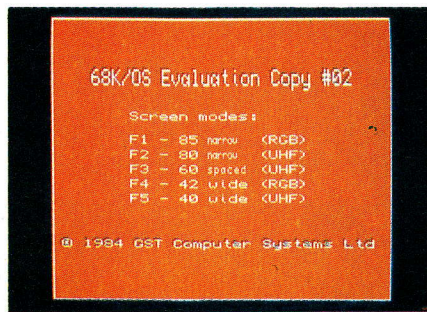 68K/OS Evaluation Copy #02
Screen modes:
F1 - 85 narrow (RGB)
F2 - 80 narrow (UHF)
F3 - 60 spaced (UHF)
F4 - 42 wide (RGB)
F5 - 40 wide (UHF)
© 1984 GST Computer Systems Ltd